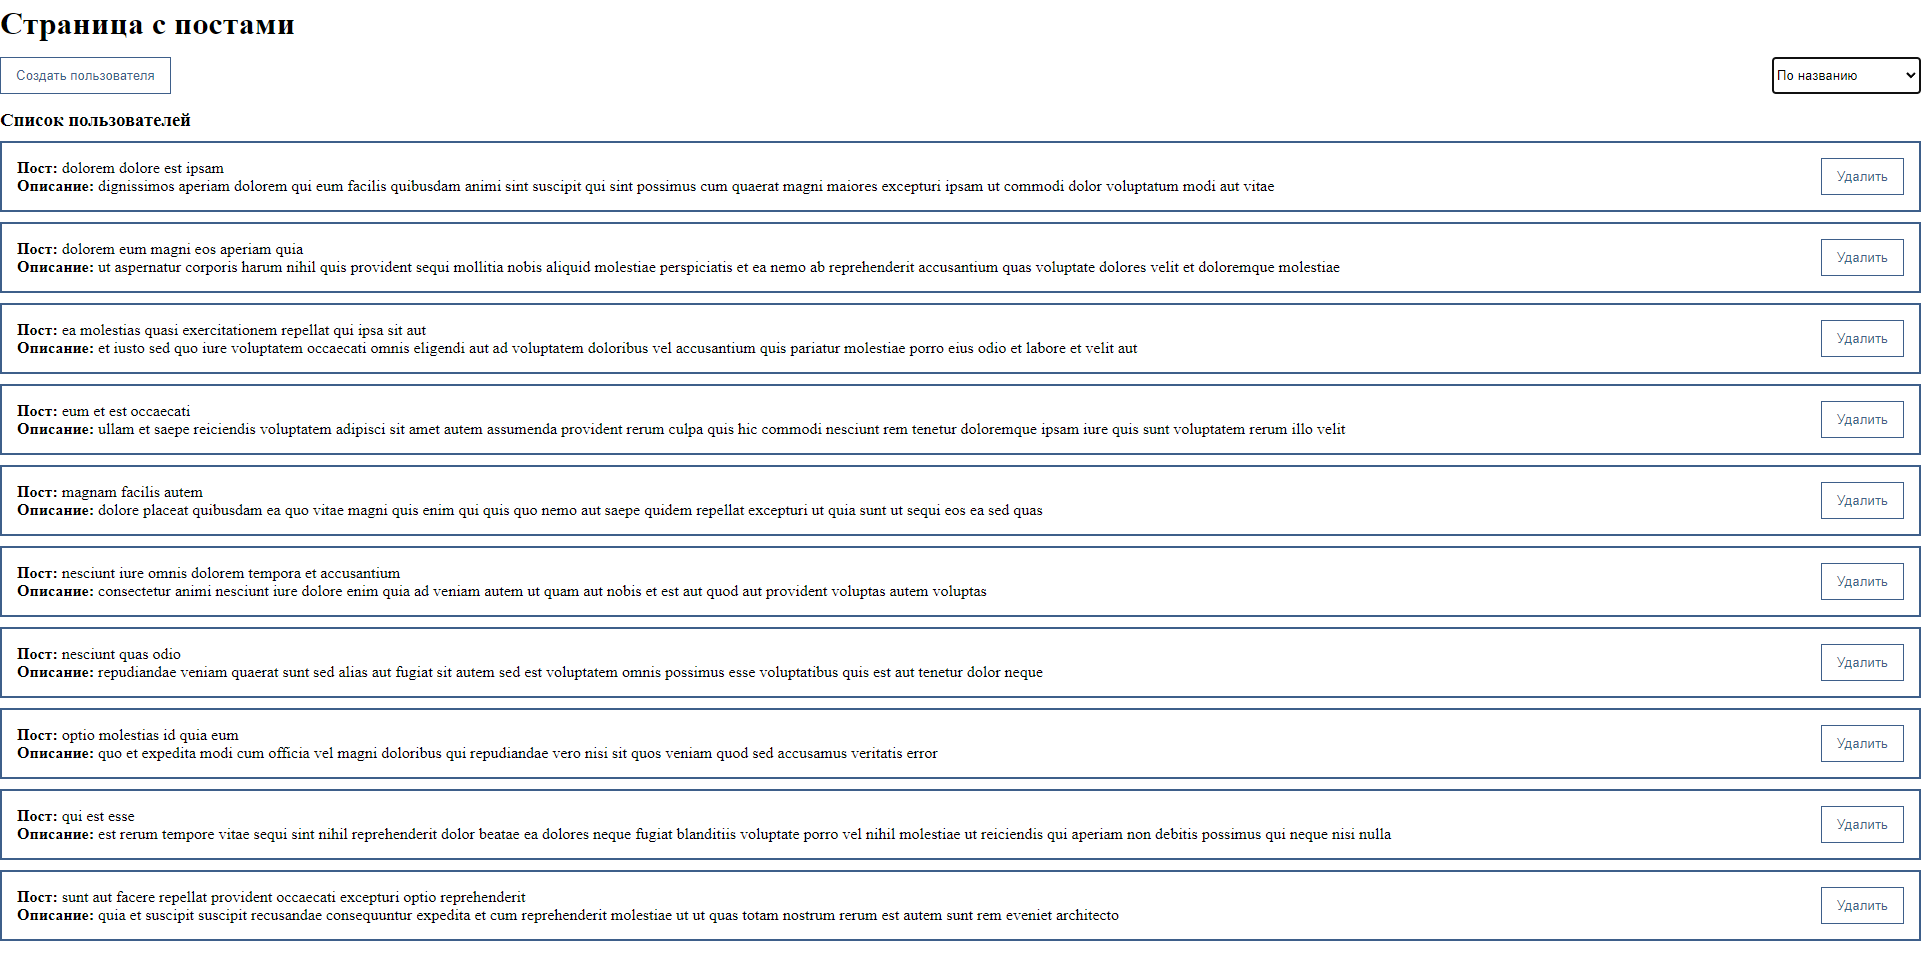 Страница с постами
Создать пользователя
По названию
Список пользователей
Пост: dolorem dolore est ipsam
Описание: dignissimos aperiam dolorem qui eum facilis quibusdam animi sint suscipit qui sint possimus cum quaerat magni maiores excepturi ipsam ut commodi dolor voluptatum modi aut vitae
Удалить
Пост: dolorem eum magni eos aperiam quia
Описание: ut aspernatur corporis harum nihil quis provident sequi mollitia nobis aliquid molestiae perspiciatis et ea nemo ab reprehenderit accusantium quas voluptate dolores velit et doloremque molestiae
Удалить
Пост: ea molestias quasi exercitationem repellat qui ipsa sit aut
Описание: et iusto sed quo iure voluptatem occaecati omnis eligendi aut ad voluptatem doloribus vel accusantium quis pariatur molestiae porro eius odio et labore et velit aut
Удалить
Пост: eum et est occaecati
Описание: ullam et saepe reiciendis voluptatem adipisci sit amet autem assumenda provident rerum culpa quis hic commodi nesciunt rem tenetur doloremque ipsam iure quis sunt voluptatem rerum illo velit
Удалить
Пост: magnam facilis autem
Описание: dolore placeat quibusdam ea quo vitae magni quis enim qui quis quo nemo aut saepe quidem repellat excepturi ut quia sunt ut sequi eos ea sed quas
Удалить
Пост: nesciunt iure omnis dolorem tempora et accusantium
Описание: consectetur animi nesciunt iure dolore enim quia ad veniam autem ut quam aut nobis et est aut quod aut provident voluptas autem voluptas
Удалить
Пост: nesciunt quas odio
Описание: repudiandae veniam quaerat sunt sed alias aut fugiat sit autem sed est voluptatem omnis possimus esse voluptatibus quis est aut tenetur dolor neque
Удалить
Пост: optio molestias id quia eum
Описание: quo et expedita modi cum officia vel magni doloribus qui repudiandae vero nisi sit quos veniam quod sed accusamus veritatis error
Удалить
Пост: qui est esse
Описание: est rerum tempore vitae sequi sint nihil reprehenderit dolor beatae ea dolores neque fugiat blanditiis voluptate porro vel nihil molestiae ut reiciendis qui aperiam non debitis possimus qui neque nisi nulla
Удалить
Пост: sunt aut facere repellat provident occaecati excepturi optio reprehenderit
Описание: quia et suscipit suscipit recusandae consequuntur expedita et cum reprehenderit molestiae ut ut quas totam nostrum rerum est autem sunt rem eveniet architecto
Удалить